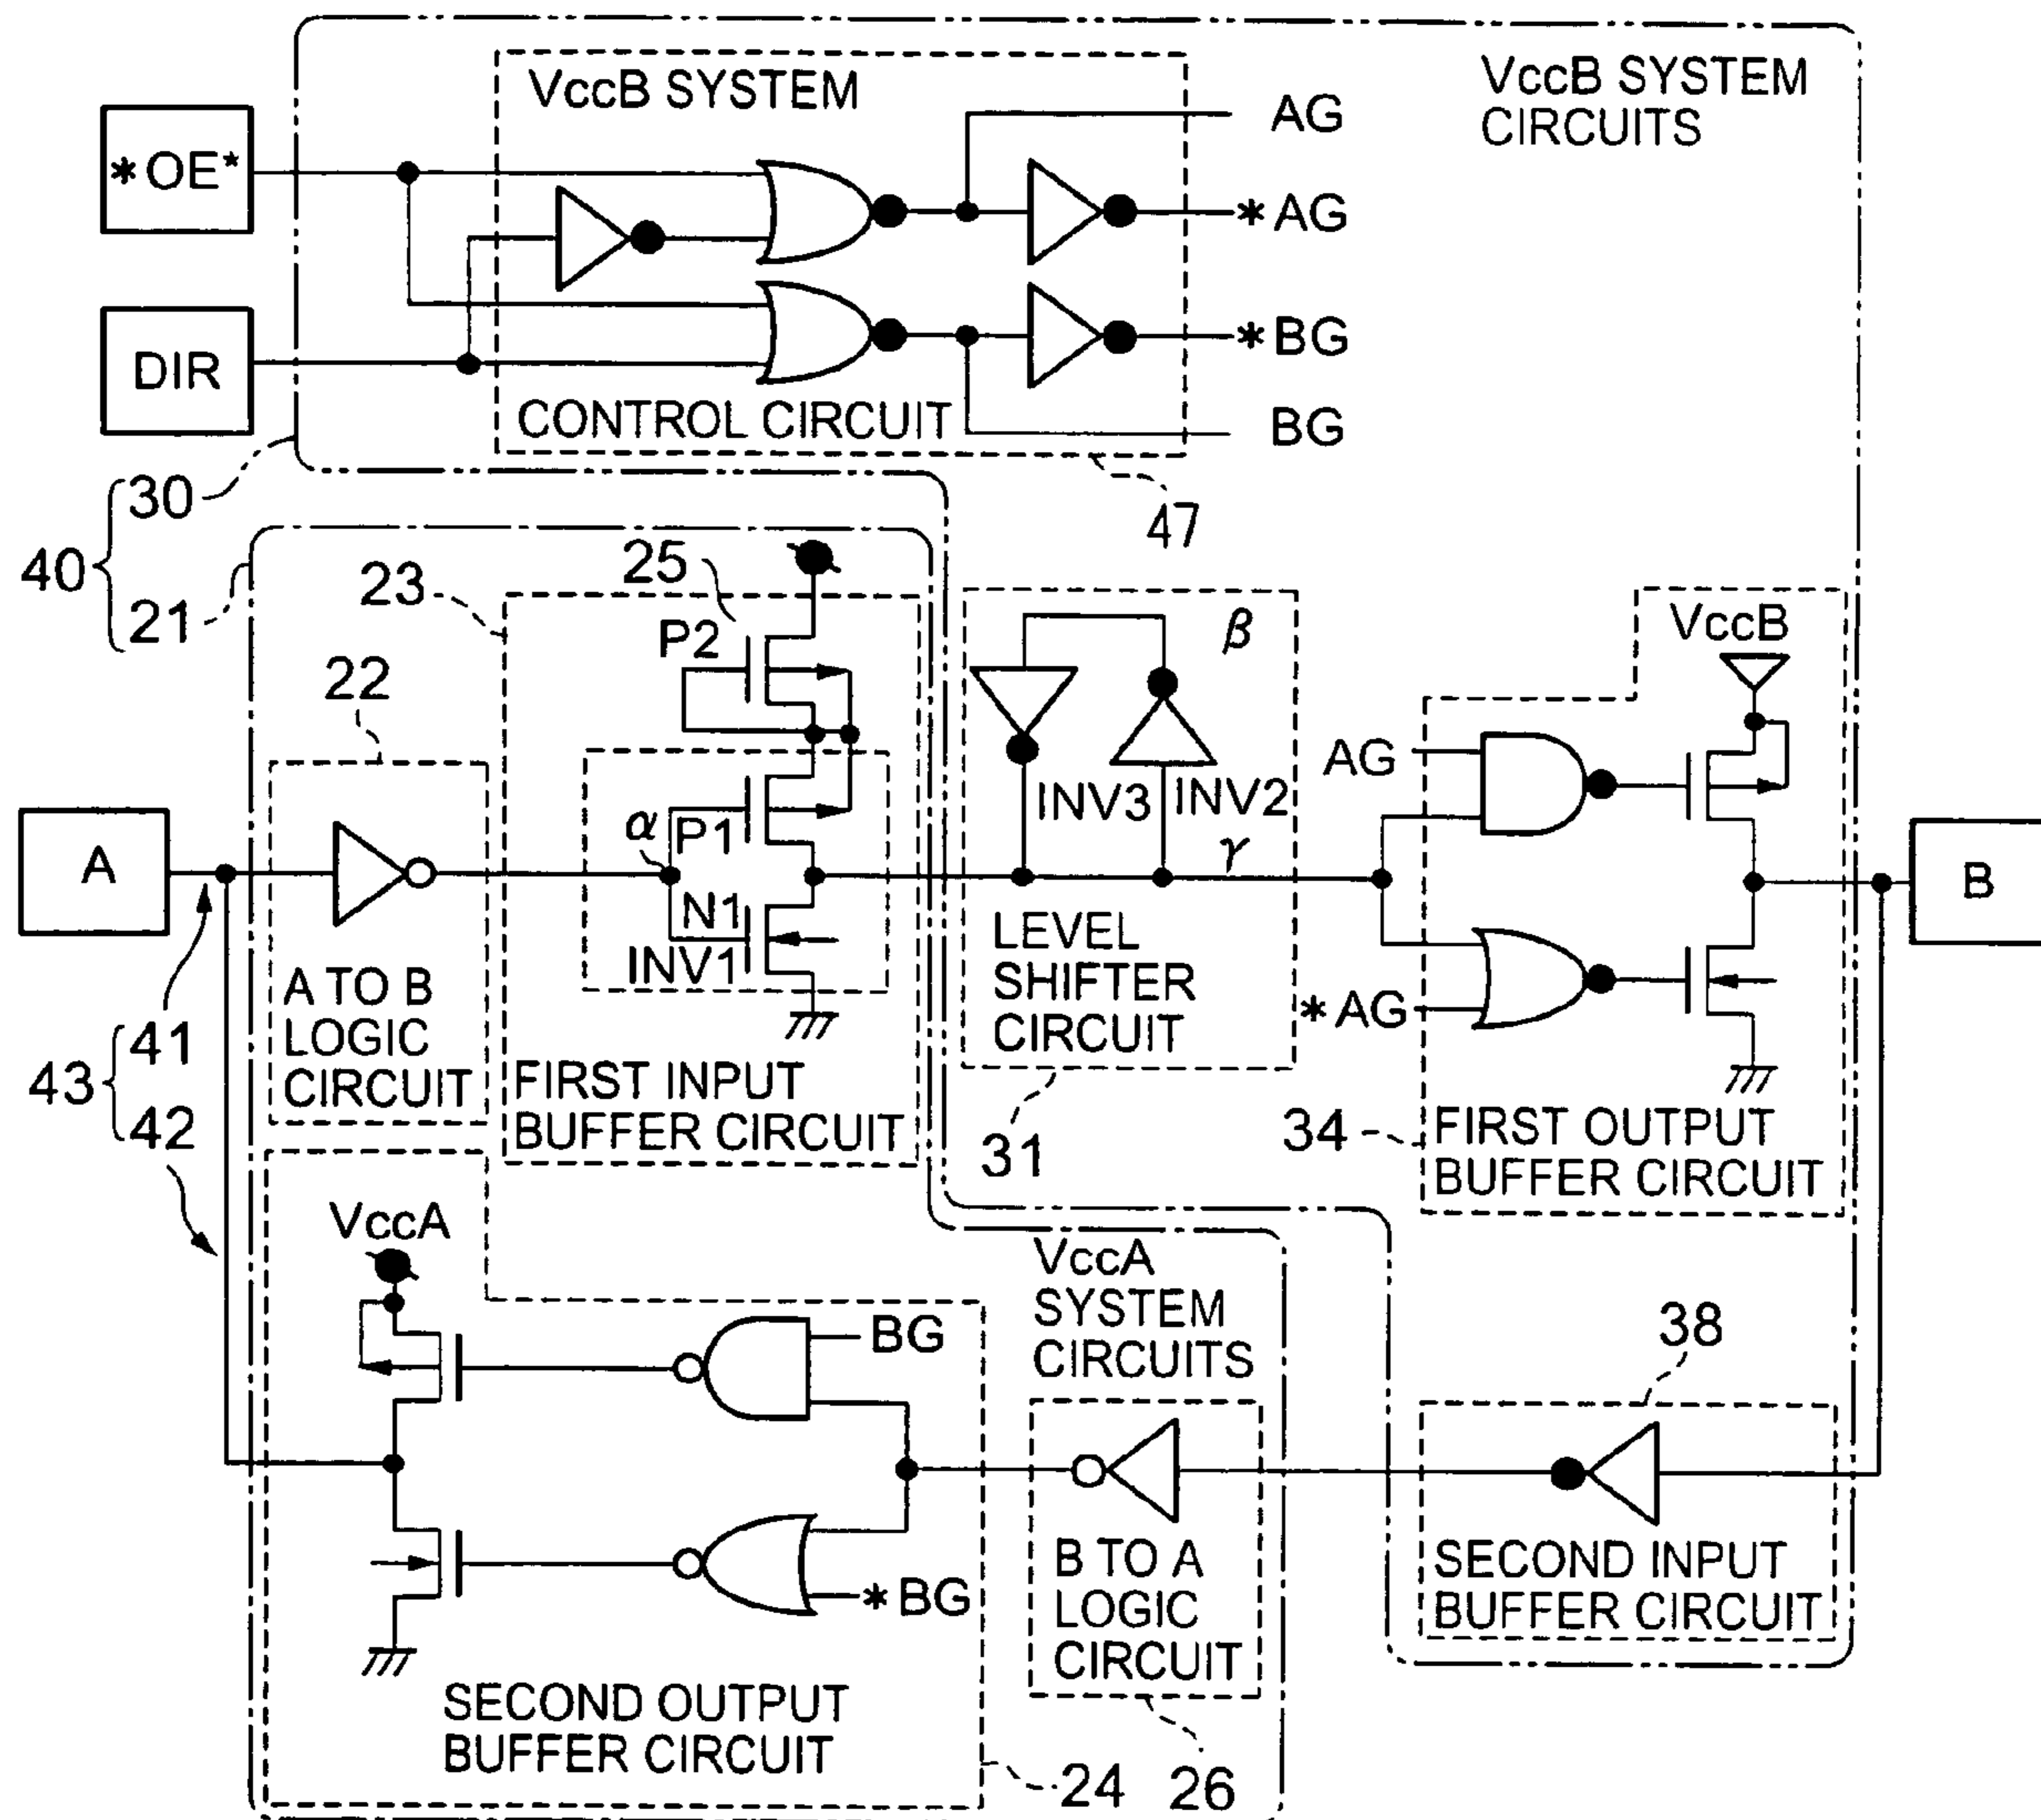 VccB SYSTEM
VccB SYSTEM
CIRCUITS
*OE*
AG
*AG
DIR
*BG
BG
CONTROL CIRCUIT
30
40
21
47
25
23
P2
22
β
VccB
AG
INV3
INV2
α
P1
γ
A
B
N1
INV1
LEVEL
SHIFTER
CIRCUIT
*AG
A TO B
LOGIC
CIRCUIT
41
43
42
FIRST INPUT
BUFFER CIRCUIT
31
34
FIRST OUTPUT
BUFFER CIRCUIT
VccA
VccA
SYSTEM
CIRCUITS
BG
38
*BG
B TO A
LOGIC
CIRCUIT
SECOND INPUT
BUFFER CIRCUIT
SECOND OUTPUT
BUFFER CIRCUIT
24
26